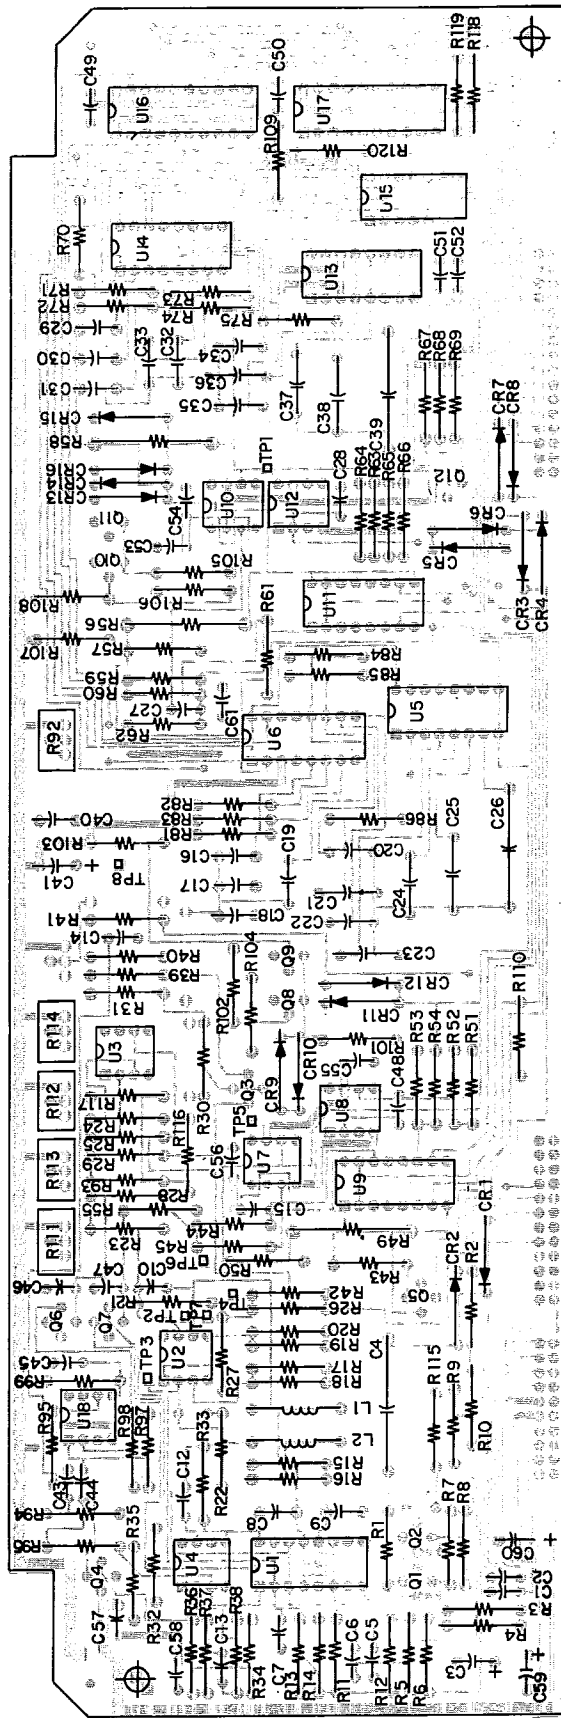 C49
U16
C50
U17
R119
R118
R109
R120
U15
R70
U14
U13
C51
C52
R71
R72
R73
R74
R75
C29
C30
C31
C33
C32
C34
C36
C35
C37
C38
C39
R67
R68
R69
CR15
R58
CR16
CR14
CR13
TP1
R64
R63
R65
R66
CR7
CR8
Q12
Q11
C54
U10
U12
C28
CR6
CR5
C53
Q10
R105
R106
R108
R56
R107
R57
R61
U11
CR3
CR4
R59
R60
C27
R62
C61
R84
R85
U6
U5
R92
C40
R103
C41
+
TP8
R82
R83
R81
C16
C17
C18
C19
R86
C20
C21
C22
C24
C25
C26
R41
C14
R40
R39
R31
R104
R102
Q9
Q8
C23
CR12
CR11
R110
R114
U3
R112
R117
R30
Q3
CR9
CR10
R101
C55
R53
R54
R52
R51
U8
C48
R116
TP5
R113
R29
R93
R28
R55
C56
U7
U9
C15
R111
R23
R44
R45
R50
R49
R43
CR1
CR2
R2
C46
C47
C10
R21
TP2
Q6
Q7
R42
R26
R20
R19
R17
R18
C4
Q5
C45
TP3
U2
R27
R99
U18
R95
R98
R97
L1
L2
R115
R9
R10
C43
C44
C12
R33
R22
R15
R16
R94
R35
C8
C9
R1
Q2
Q1
R7
R8
C60
+
R95
Q4
R32
U4
U1
C57
C58
R36
R37
C13
R38
R34
C7
R13
R14
R11
C6
C5
R12
R5
R6
C1
C2
R3
R4
C3
+
C59
+